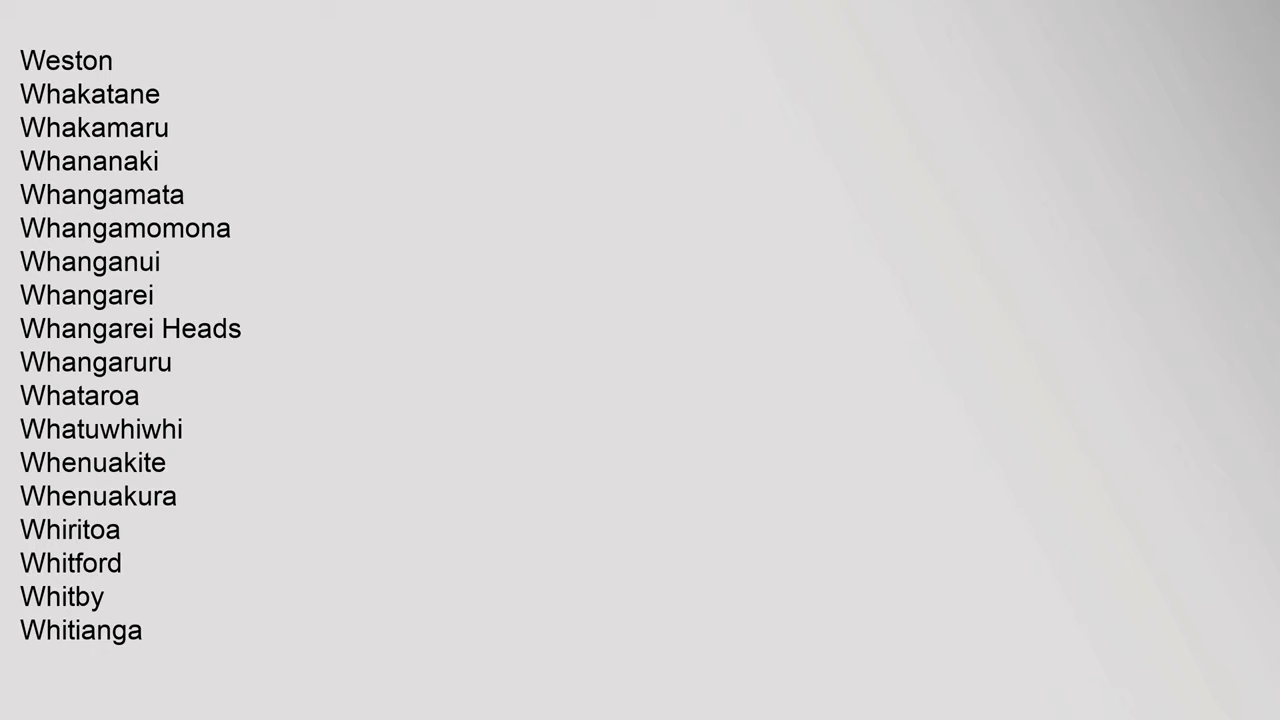 Weston
Whakatane
Whakamaru
Whananaki
Whangamata
Whangamomona
Whanganui
Whangarei
Whangarei Heads
Whangaruru
Whataroa
Whatuwhiwhi
Whenuakite
Whenuakura
Whiritoa
Whitford
Whitby
Whitianga